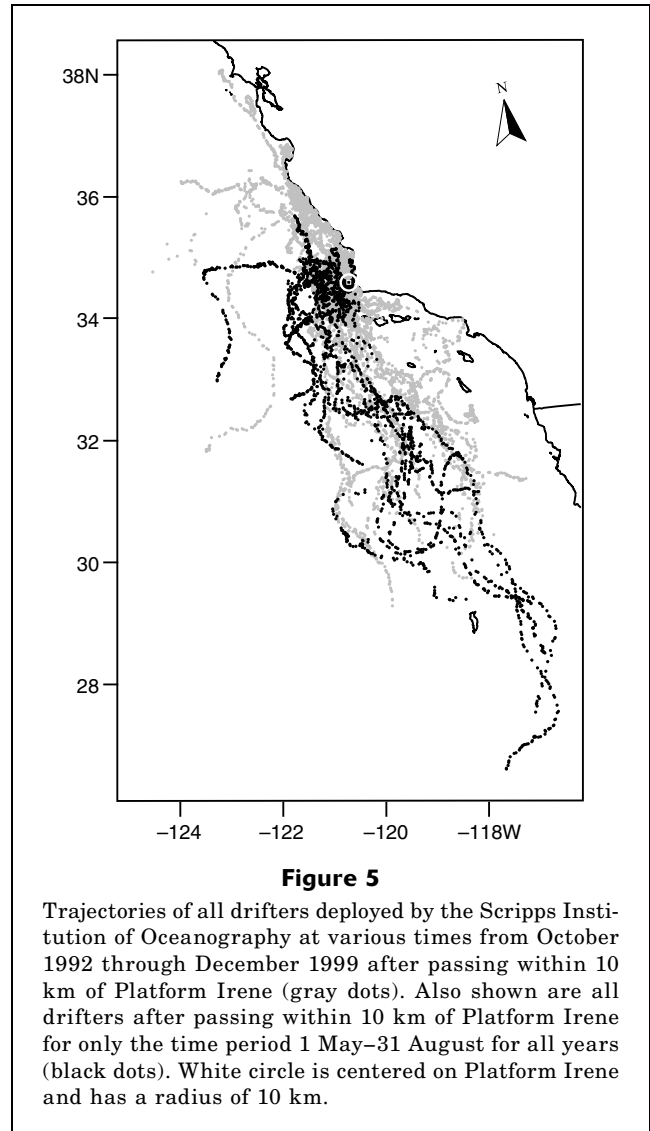 38N
N
36
34
32
30
28
−124 −122 −120 −118W
Figure 5
Trajectories of all drifters deployed by the Scripps Insti-
tution of Oceanography at various times from October
1992 through December 1999 after passing within 10
km of Platform Irene (gray dots). Also shown are all
drifters after passing within 10 km of Platform Irene
for only the time period 1 May–31 August for all years
(black dots). White circle is centered on Platform Irene
and has a radius of 10 km.